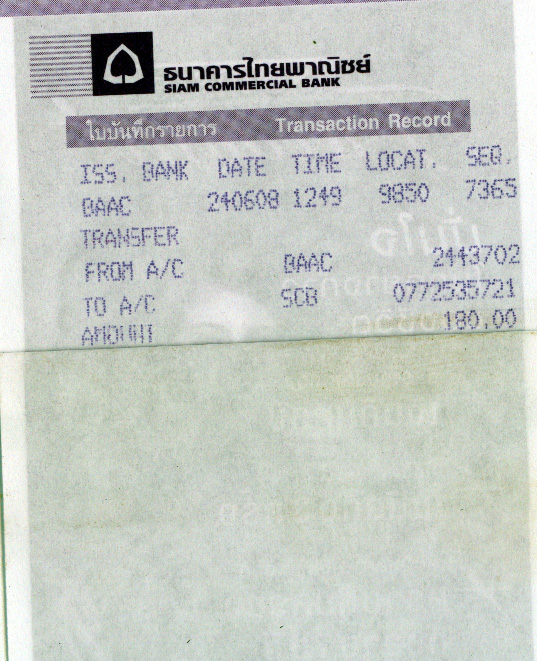 ธนาคารไทยพาณิชย์
SIAM COMMERCIAL BANK
ใบบันทึกรายการ Transaction Record
ISS. BANK DATE TIME LOCAT. SEQ.
BAAC 240608 1249 9850 7365
TRANSFER
FROM A/C BAAC 2443702
TO A/C SCB 0772535721
AMOUNT 180.00